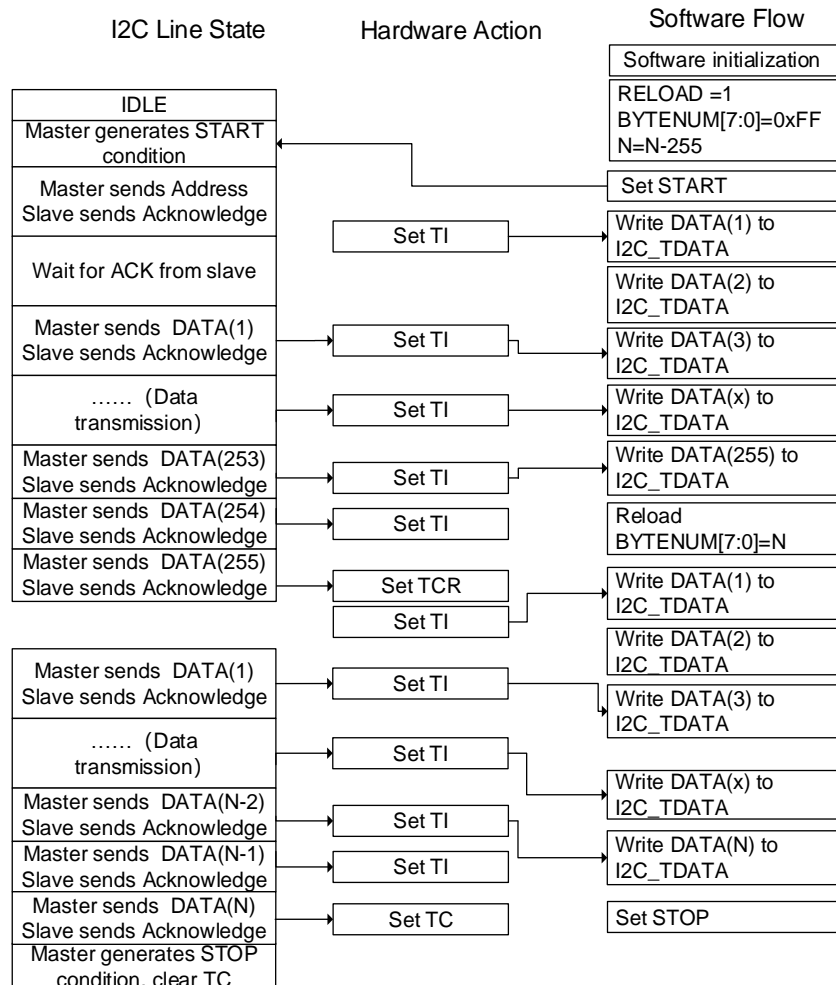 I2C Line State
Hardware Action
Software Flow
Software initialization
IDLE
RELOAD =1
BYTENUM[7:0]=0xFF
N=N-255
Master generates START
condition
Set START
Master sends Address
Slave sends Acknowledge
Set TI
Write DATA(1) to
I2C_TDATA
Wait for ACK from slave
Write DATA(2) to
I2C_TDATA
Master sends DATA(1)
Slave sends Acknowledge
Set TI
Write DATA(3) to
I2C_TDATA
...... (Data
transmission)
Set TI
Write DATA(x) to
I2C_TDATA
Master sends DATA(253)
Slave sends Acknowledge
Set TI
Write DATA(255) to
I2C_TDATA
Master sends DATA(254)
Slave sends Acknowledge
Set TI
Reload
BYTENUM[7:0]=N
Master sends DATA(255)
Slave sends Acknowledge
Set TCR
Set TI
Write DATA(1) to
I2C_TDATA
Write DATA(2) to
I2C_TDATA
Master sends DATA(1)
Slave sends Acknowledge
Set TI
Write DATA(3) to
I2C_TDATA
...... (Data
transmission)
Set TI
Write DATA(x) to
I2C_TDATA
Master sends DATA(N-2)
Slave sends Acknowledge
Set TI
Write DATA(N) to
I2C_TDATA
Master sends DATA(N-1)
Slave sends Acknowledge
Set TI
Master sends DATA(N)
Slave sends Acknowledge
Set TC
Set STOP
Master generates STOP
condition, clear TC